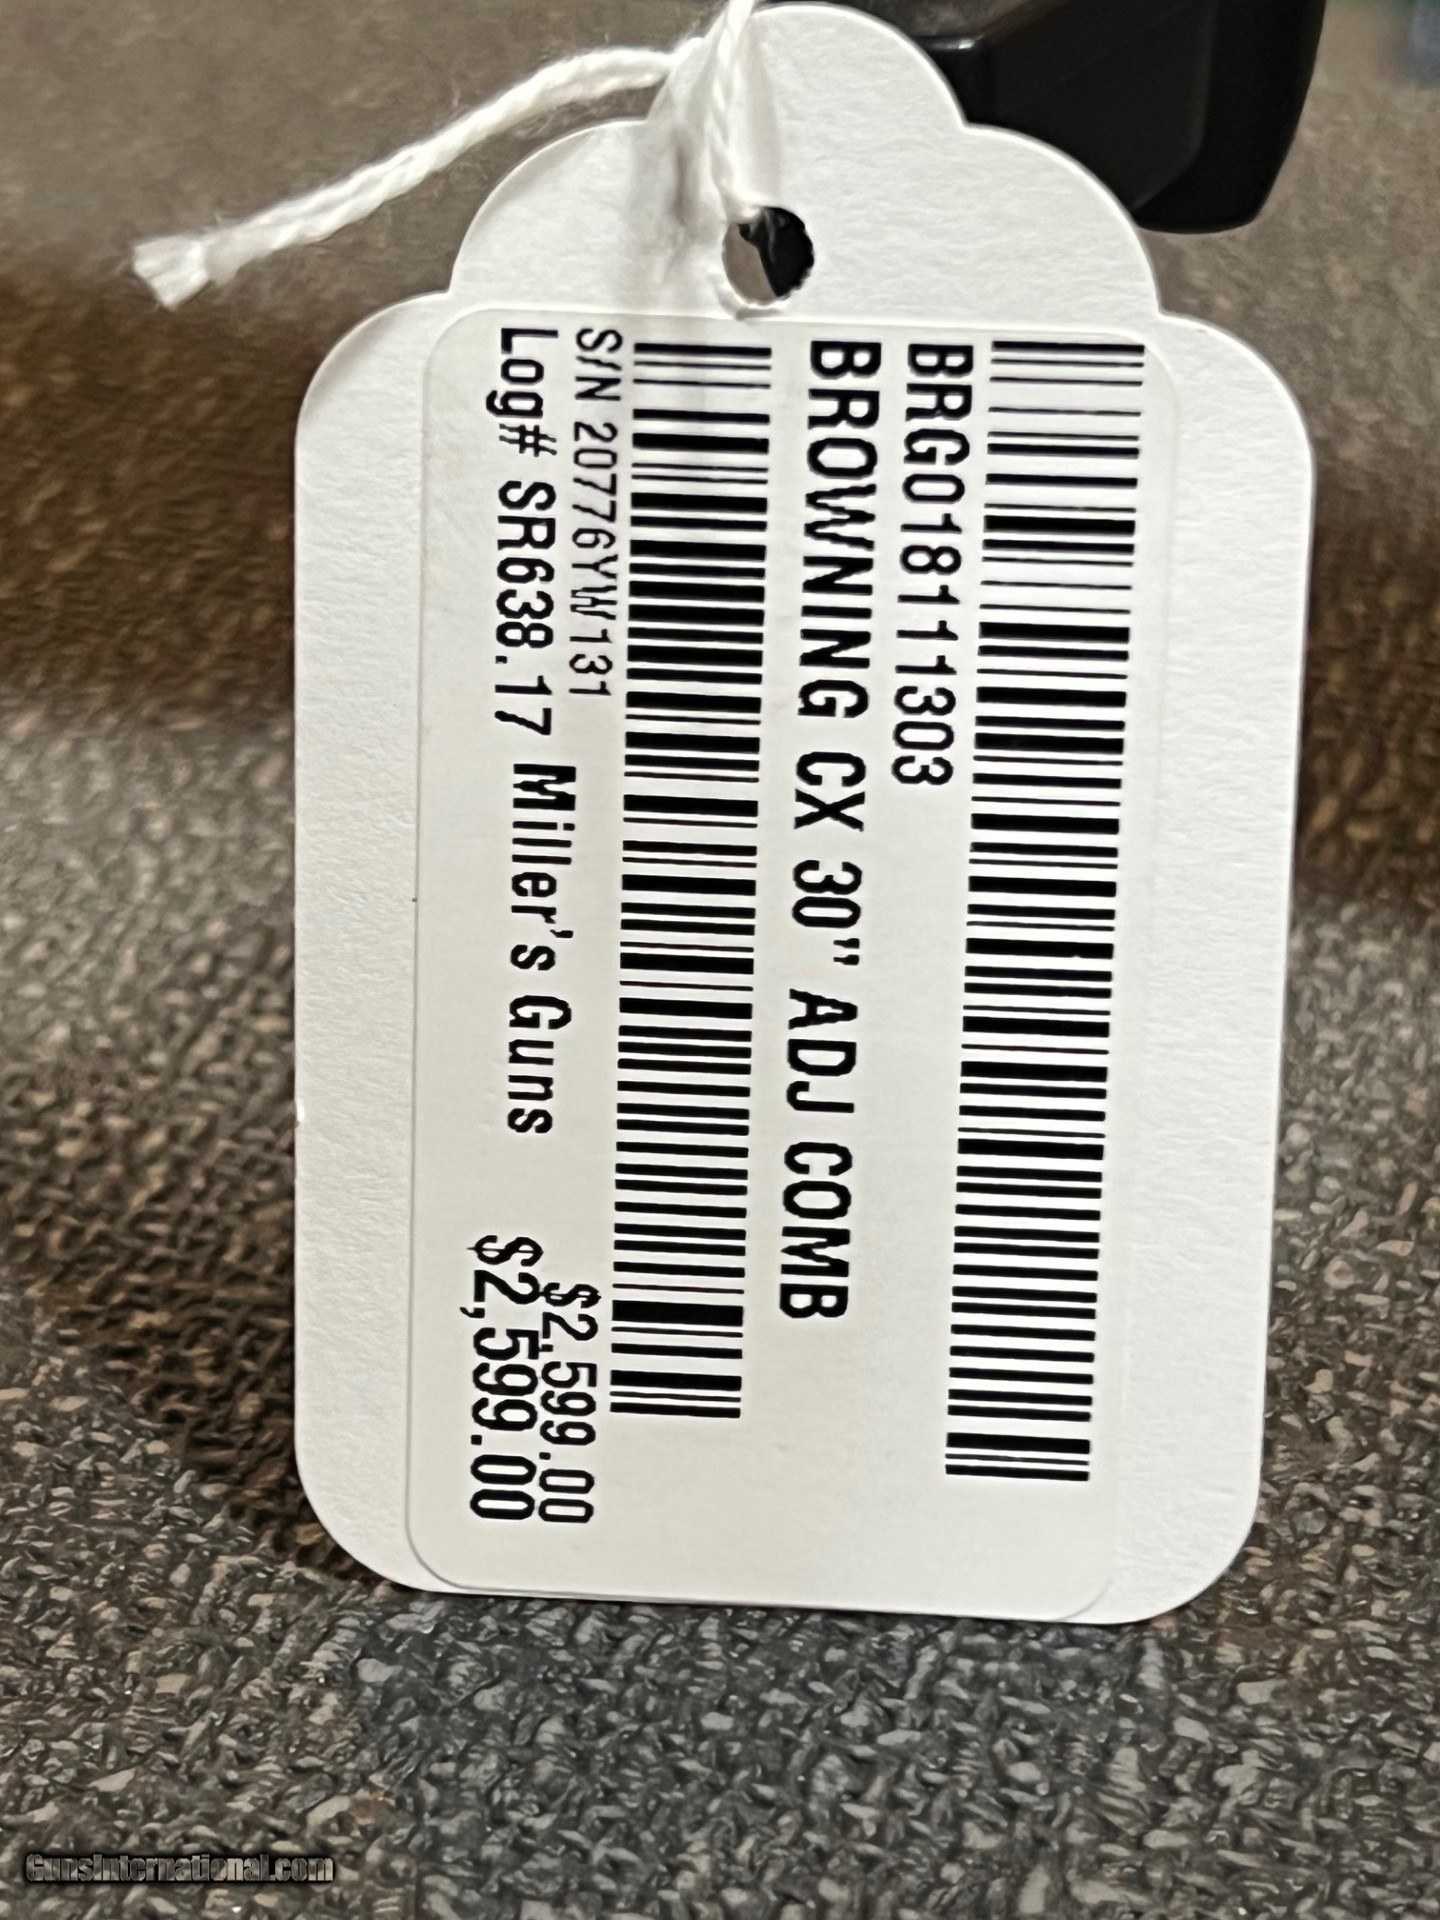 BRG01811303
BROWNING CX 30" ADJ COMB
S/N 20776YW131
$2,599.00
Log# SR638.17 Miller's Guns
$2,599.00
GunsInternational.com